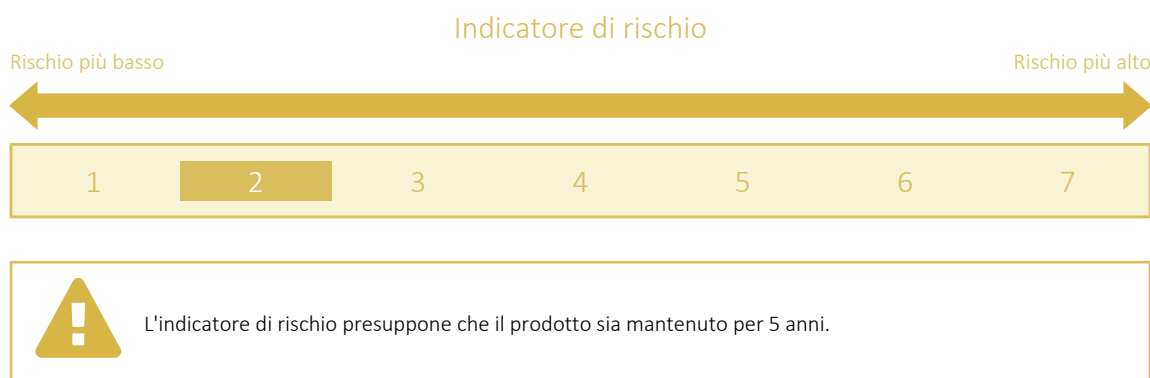 Indicatore di rischio
Rischio più basso Rischio più alto
1 2 3 4 5 6 7
L'indicatore di rischio presuppone che il prodotto sia mantenuto per 5 anni.